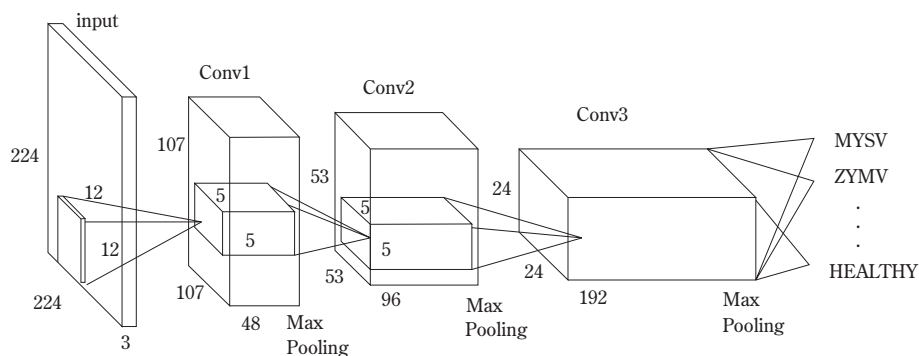 input
Conv1
Conv2
Conv3
224
12
12
224
3
107
5
5
107
48
Max
Pooling
53
5
5
53
96
Max
Pooling
24
24
192
Max
Pooling
MYSV
ZYMV
.
.
.
HEALTHY